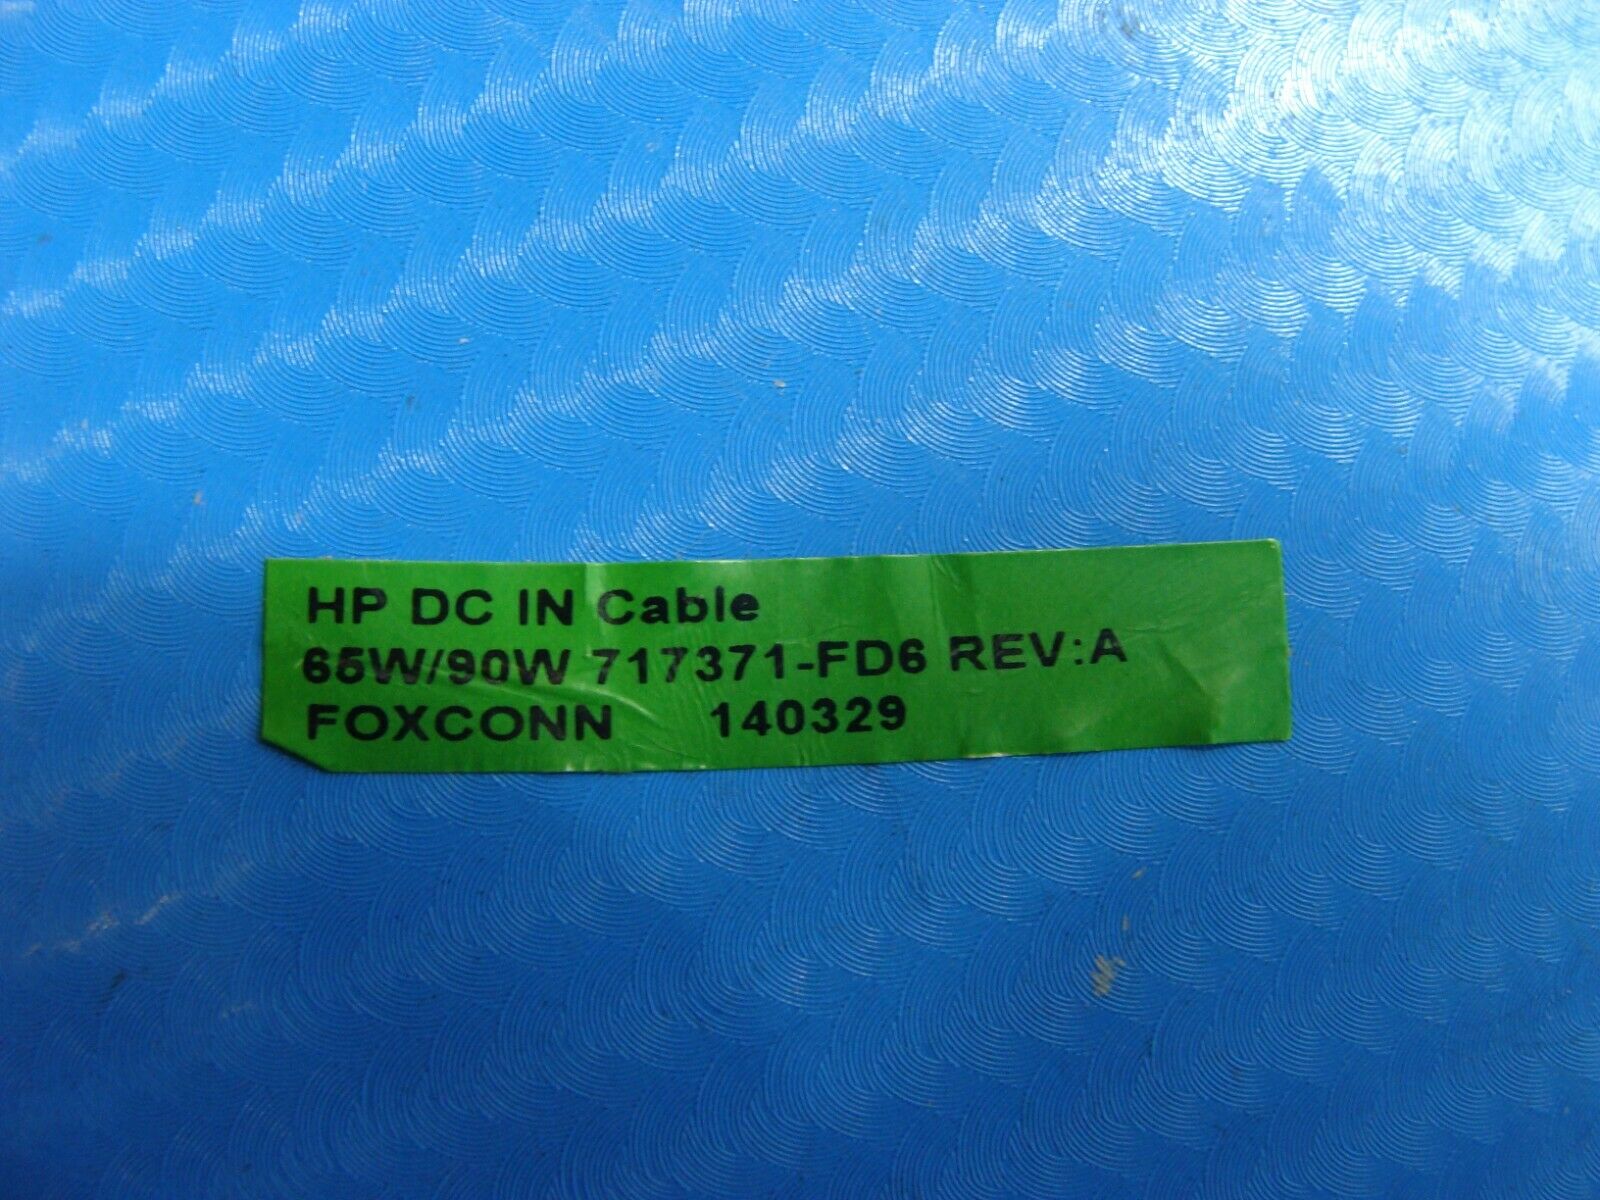 HP DC IN Cable
65W/90W 717371-FD6 REV:A
FOXCONN 140329